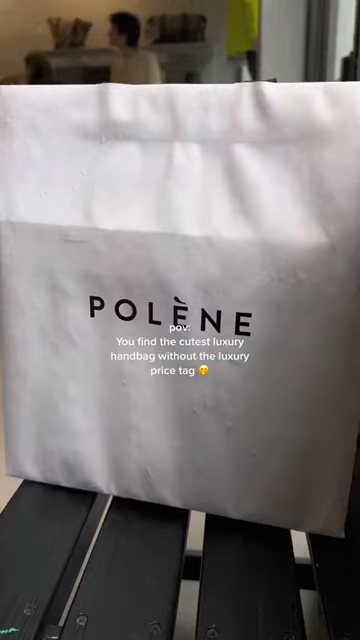 POLÈNE
pov:
You find the cutest luxury
handbag without the luxury
price tag 🤭